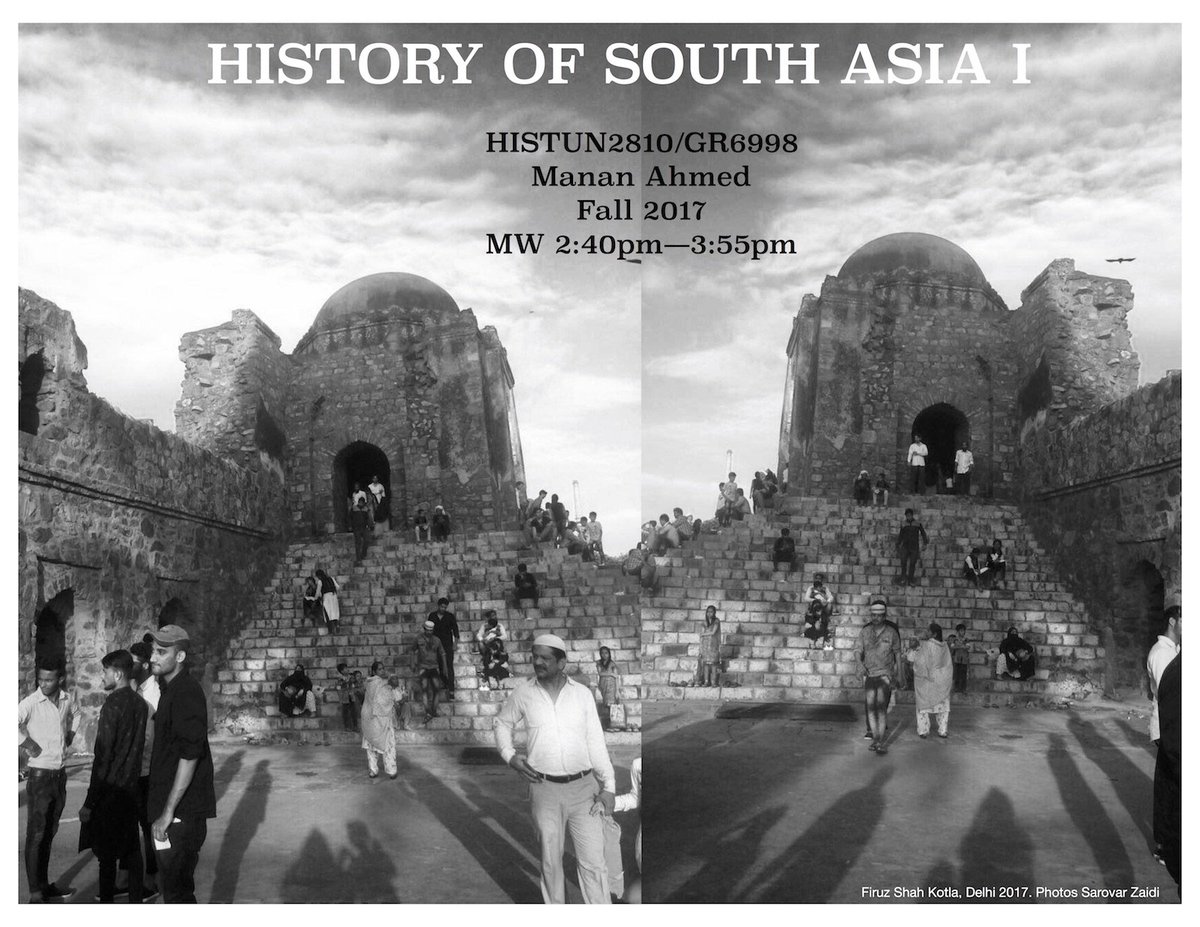 HISTORY OF SOUTH ASIA I
HISTUN2810/GR6998
Manan Ahmed
Fall 2017
MW 2:40pm—3:55pm
Firuz Shah Kotla, Delhi 2017. Photos Sarovar Zaidi